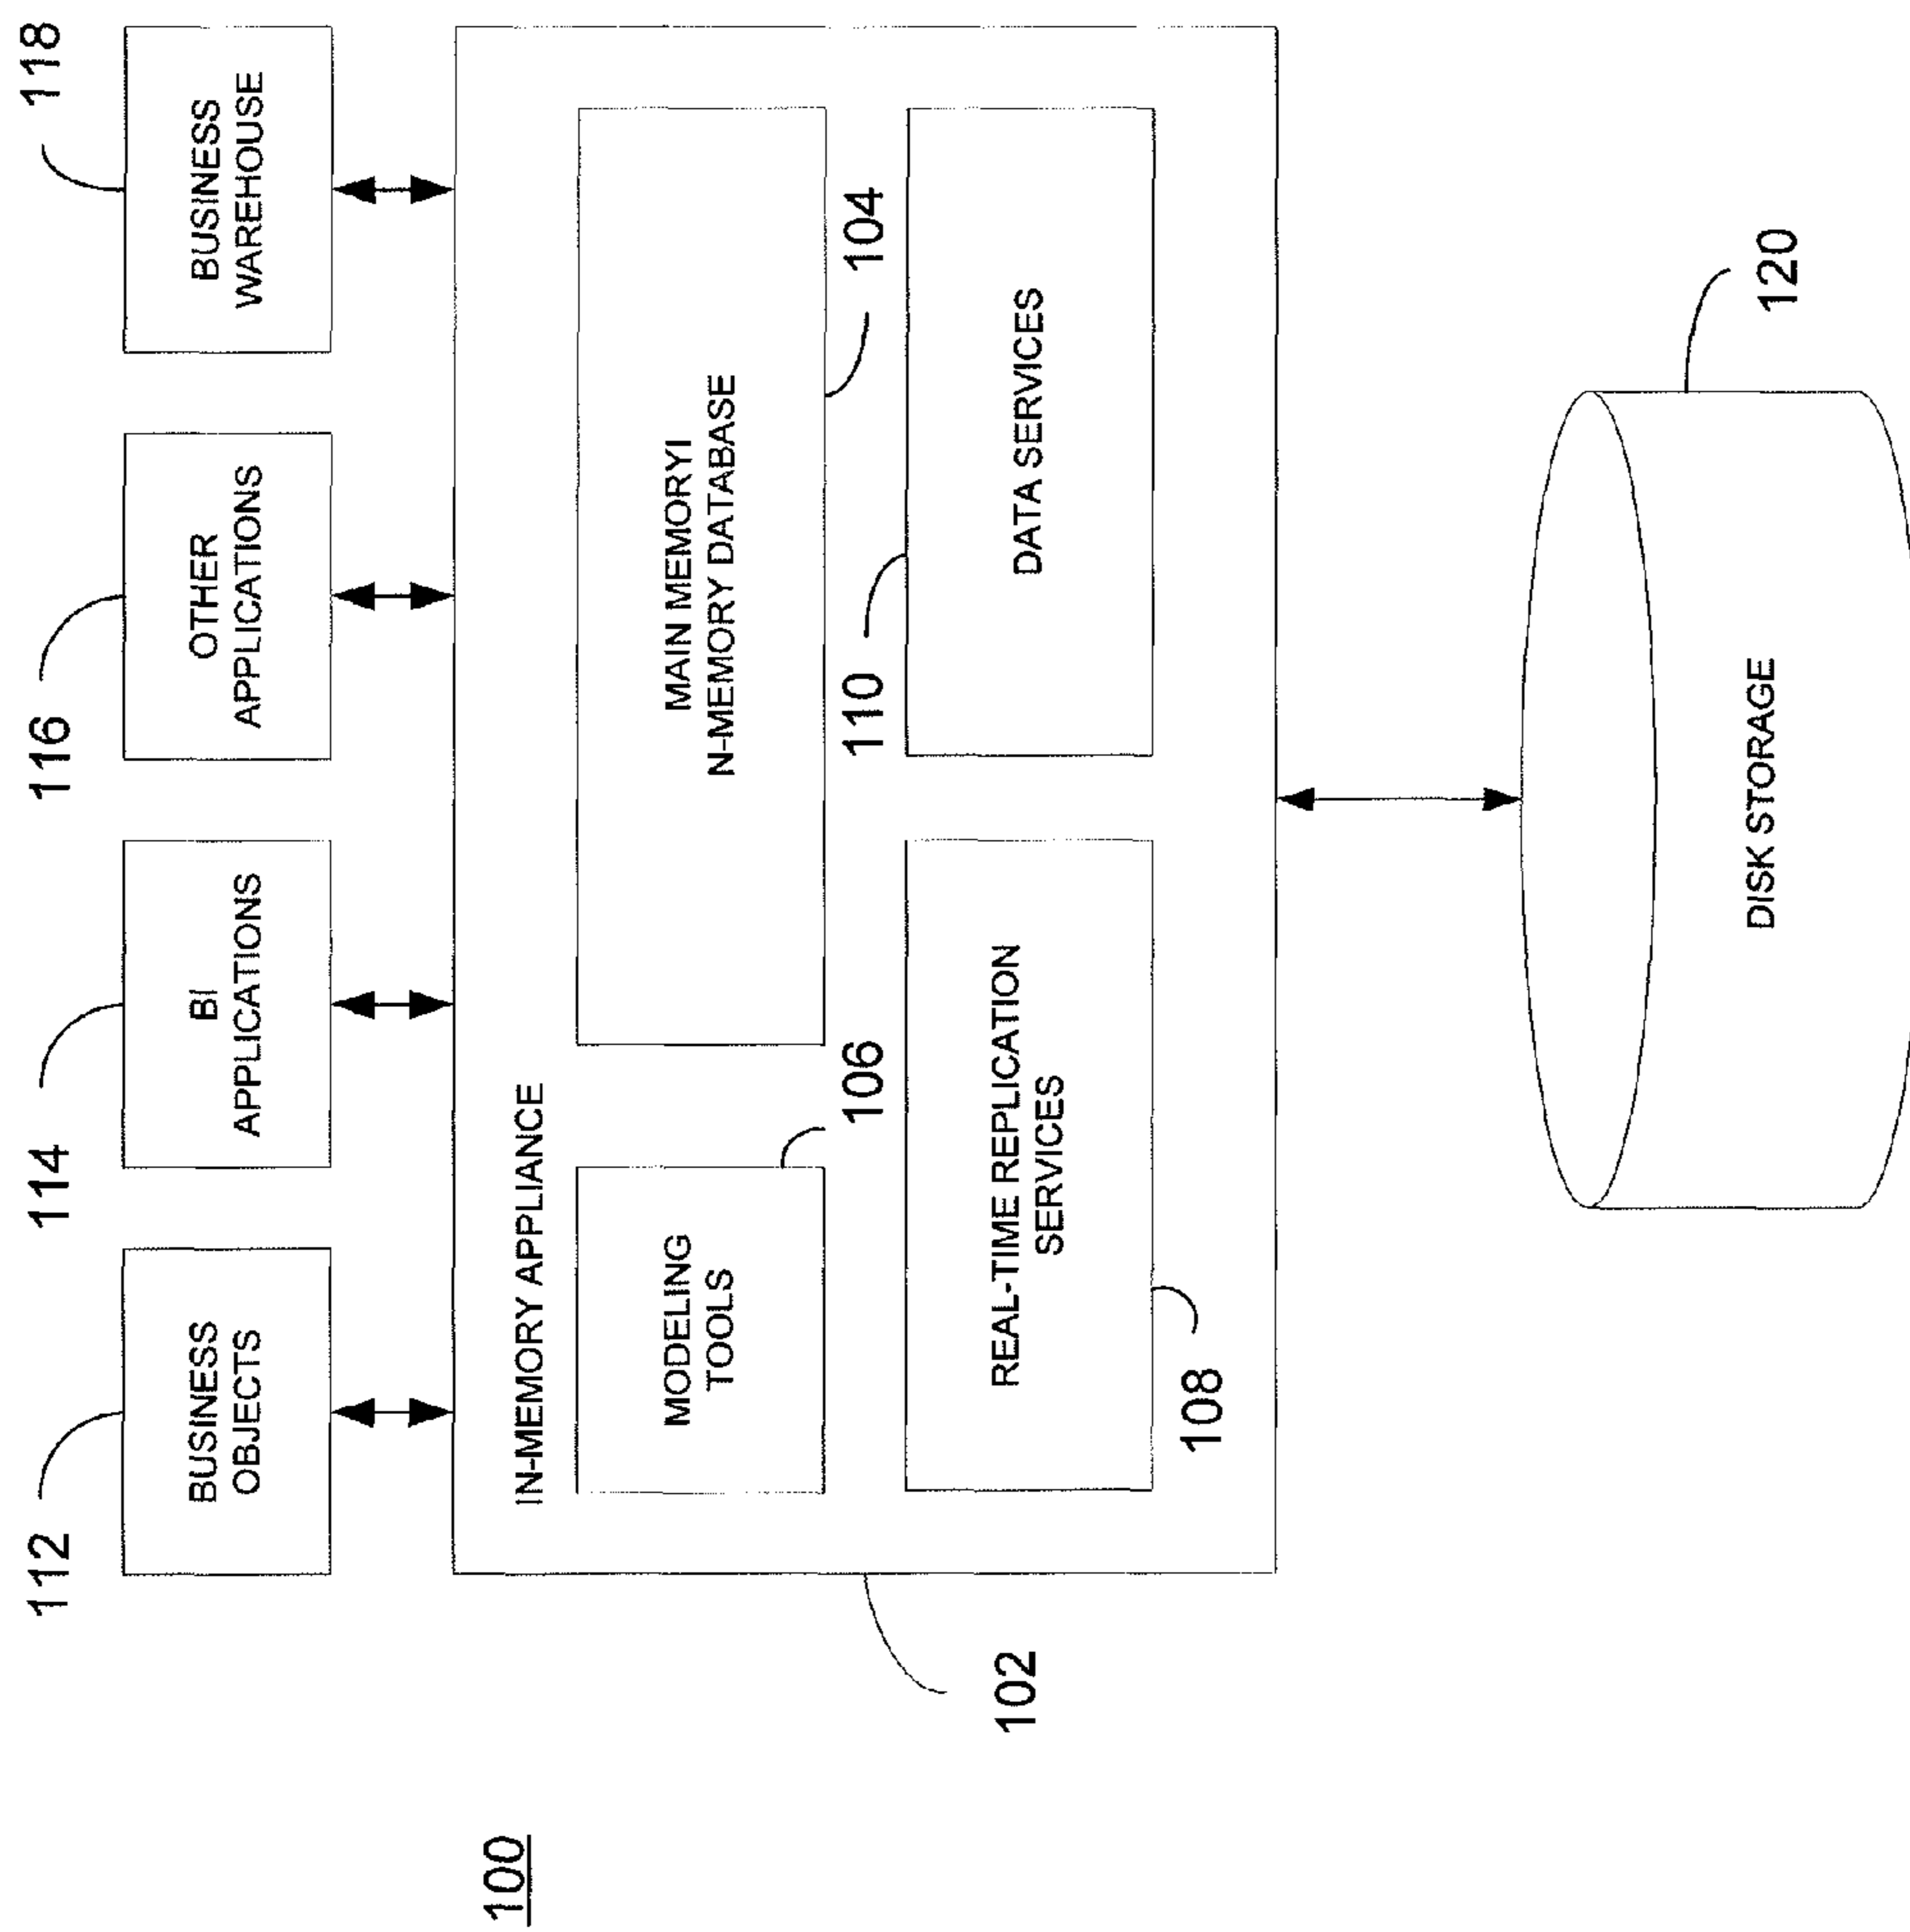 112
114
116
118
BUSINESS
OBJECTS
BI
APPLICATIONS
OTHER
APPLICATIONS
BUSINESS
WAREHOUSE
100
IN-MEMORY APPLIANCE
MODELING
TOOLS
MAIN MEMORYI
N-MEMORY DATABASE
106
110
104
102
REAL-TIME REPLICATION
SERVICES
DATA SERVICES
108
DISK STORAGE
120